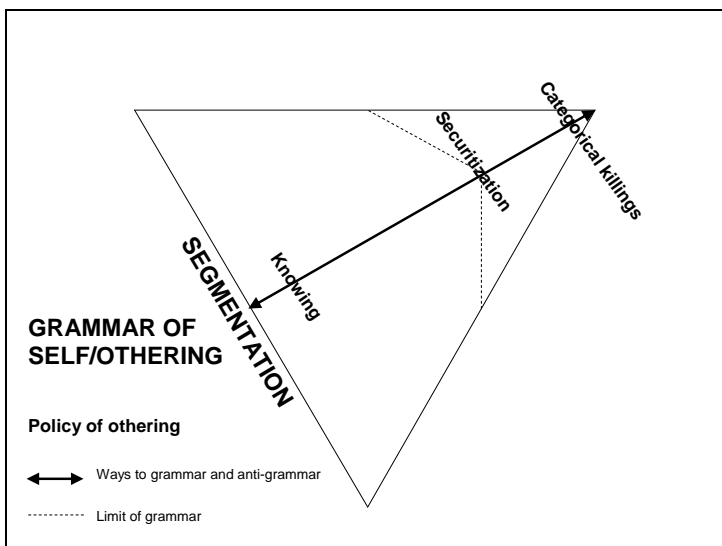 Categorical killings
Securitization
Knowing
SEGMENTATION
GRAMMAR OF
SELF/OTHERING
Policy of othering
Ways to grammar and anti-grammar
Limit of grammar